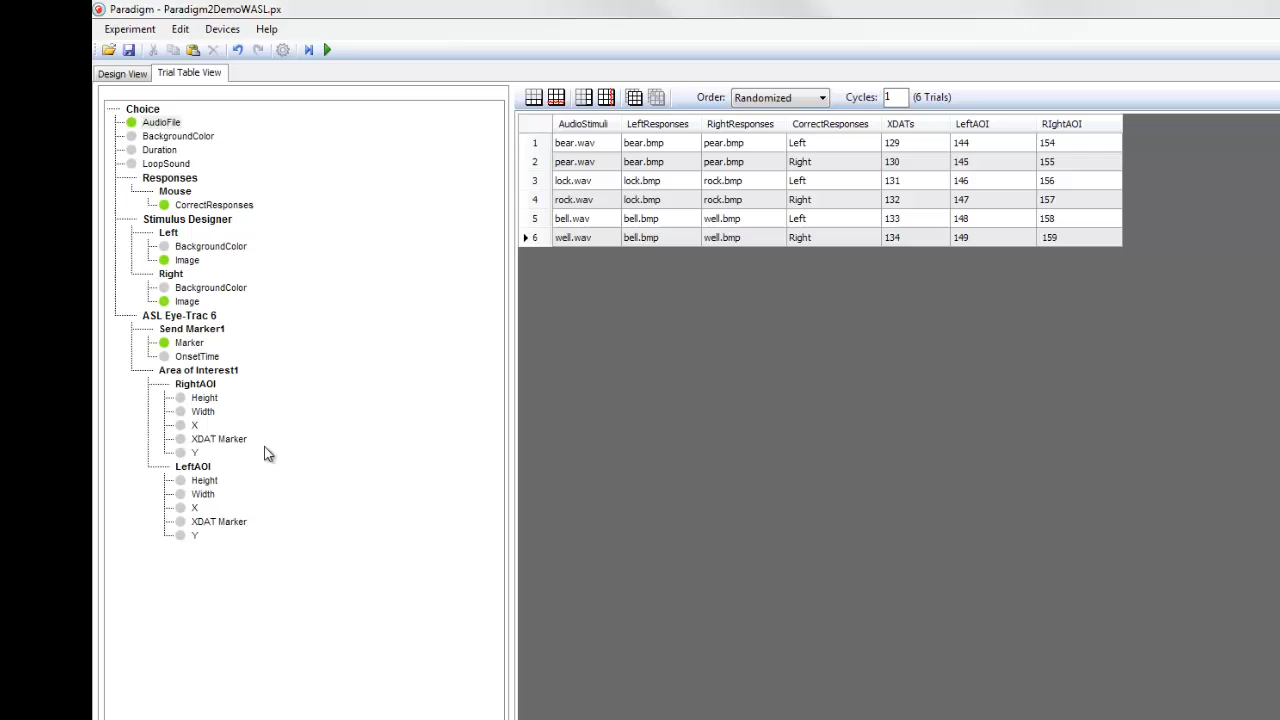 Paradigm - Paradigm2DemoWASL.px
Experiment Edit Devices Help
Design View Trial Table View
Choice
AudioFile
BackgroundColor
Duration
LoopSound
Responses
Mouse
CorrectResponses
Stimulus Designer
Left
BackgroundColor
Image
Right
BackgroundColor
Image
ASL Eye-Trac 6
Send Marker1
Marker
OnsetTime
Area of Interest1
RightAOI
Height
Width
X
XDAT Marker
Y
LeftAOI
Height
Width
X
XDAT Marker
Y
Order: Randomized Cycles: 1 (6 Trials)
AudioStimuli LeftResponses RightResponses CorrectResponses XDATs LeftAOI RIghtAOI
1 bear.wav bear.bmp pear.bmp Left 129 144 154
2 pear.wav bear.bmp pear.bmp Right 130 145 155
3 lock.wav lock.bmp rock.bmp Left 131 146 156
4 rock.wav lock.bmp rock.bmp Right 132 147 157
5 bell.wav bell.bmp well.bmp Left 133 148 158
6 well.wav bell.bmp well.bmp Right 134 149 159